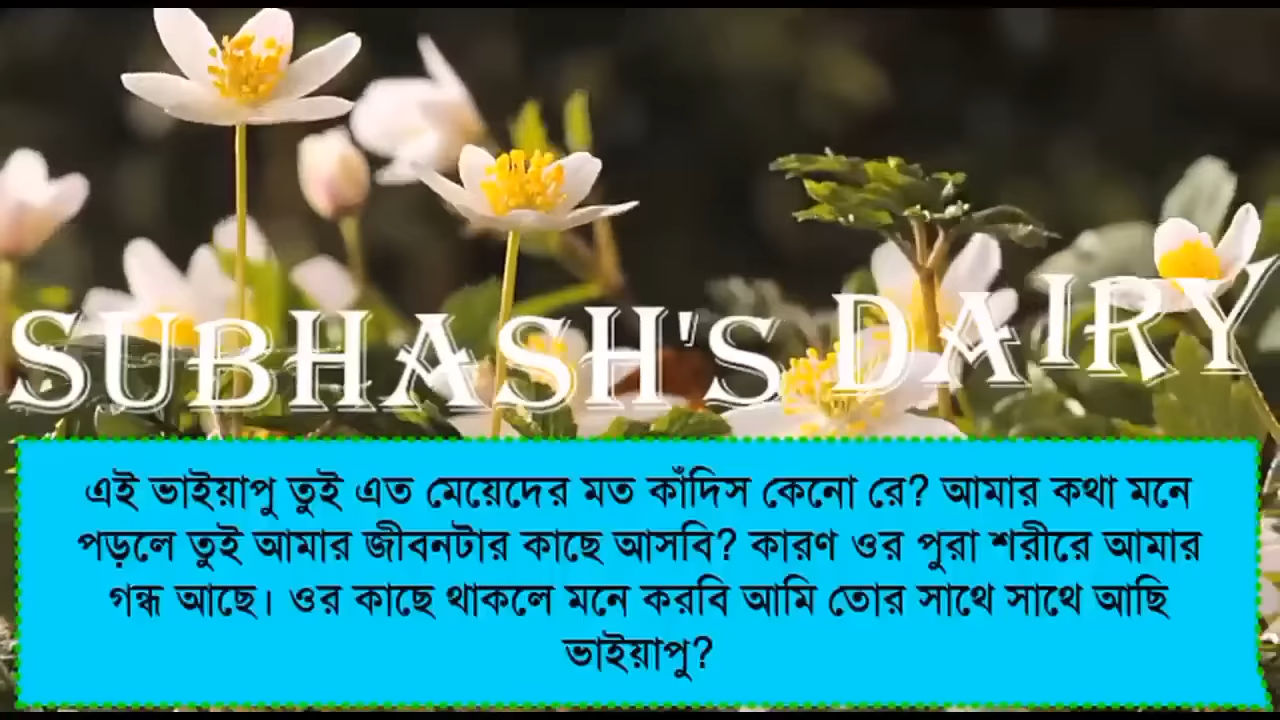 SUBHASH'S DAIRY
এই ভাইয়াপু তুই এত মেয়েদের মত কাঁদিস কেনো রে? আমার কথা মনে
পড়লে তুই আমার জীবনটার কাছে আসবি? কারণ ওর পুরা শরীরে আমার
গন্ধ আছে। ওর কাছে থাকলে মনে করবি আমি তোর সাথে সাথে আছি
ভাইয়াপু?